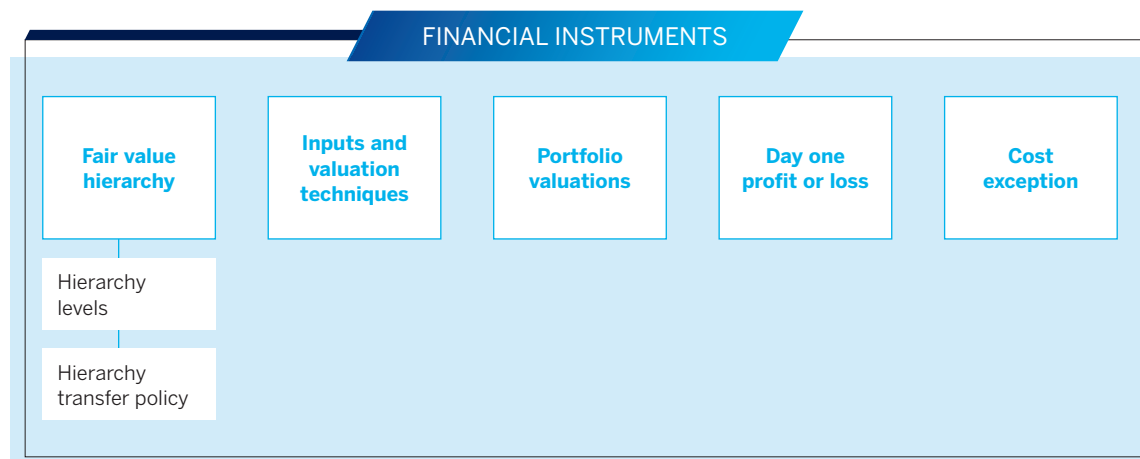 FINANCIAL INSTRUMENTS
Fair value
hierarchy
Inputs and
valuation
techniques
Portfolio
valuations
Day one
profit or loss
Cost
exception
Hierarchy
levels
Hierarchy
transfer policy